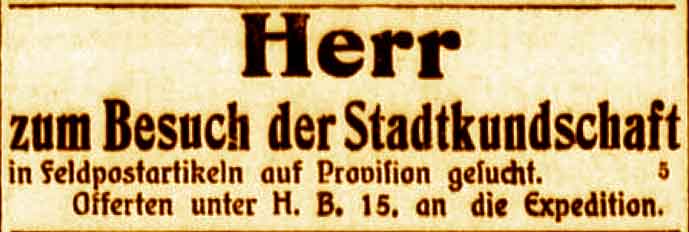 Herr
zum Besuch der Stadtkundschaft
in Feldpostartikeln auf Provision gesucht. 5
Offerten unter H. B. 15. an die Expedition.